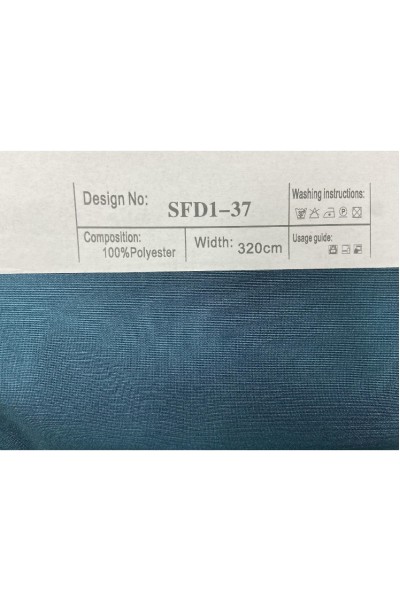 Design No: SFD1-37
Washing instructions:
Composition:
100%Polyester
Width: 320cm
Usage guide: